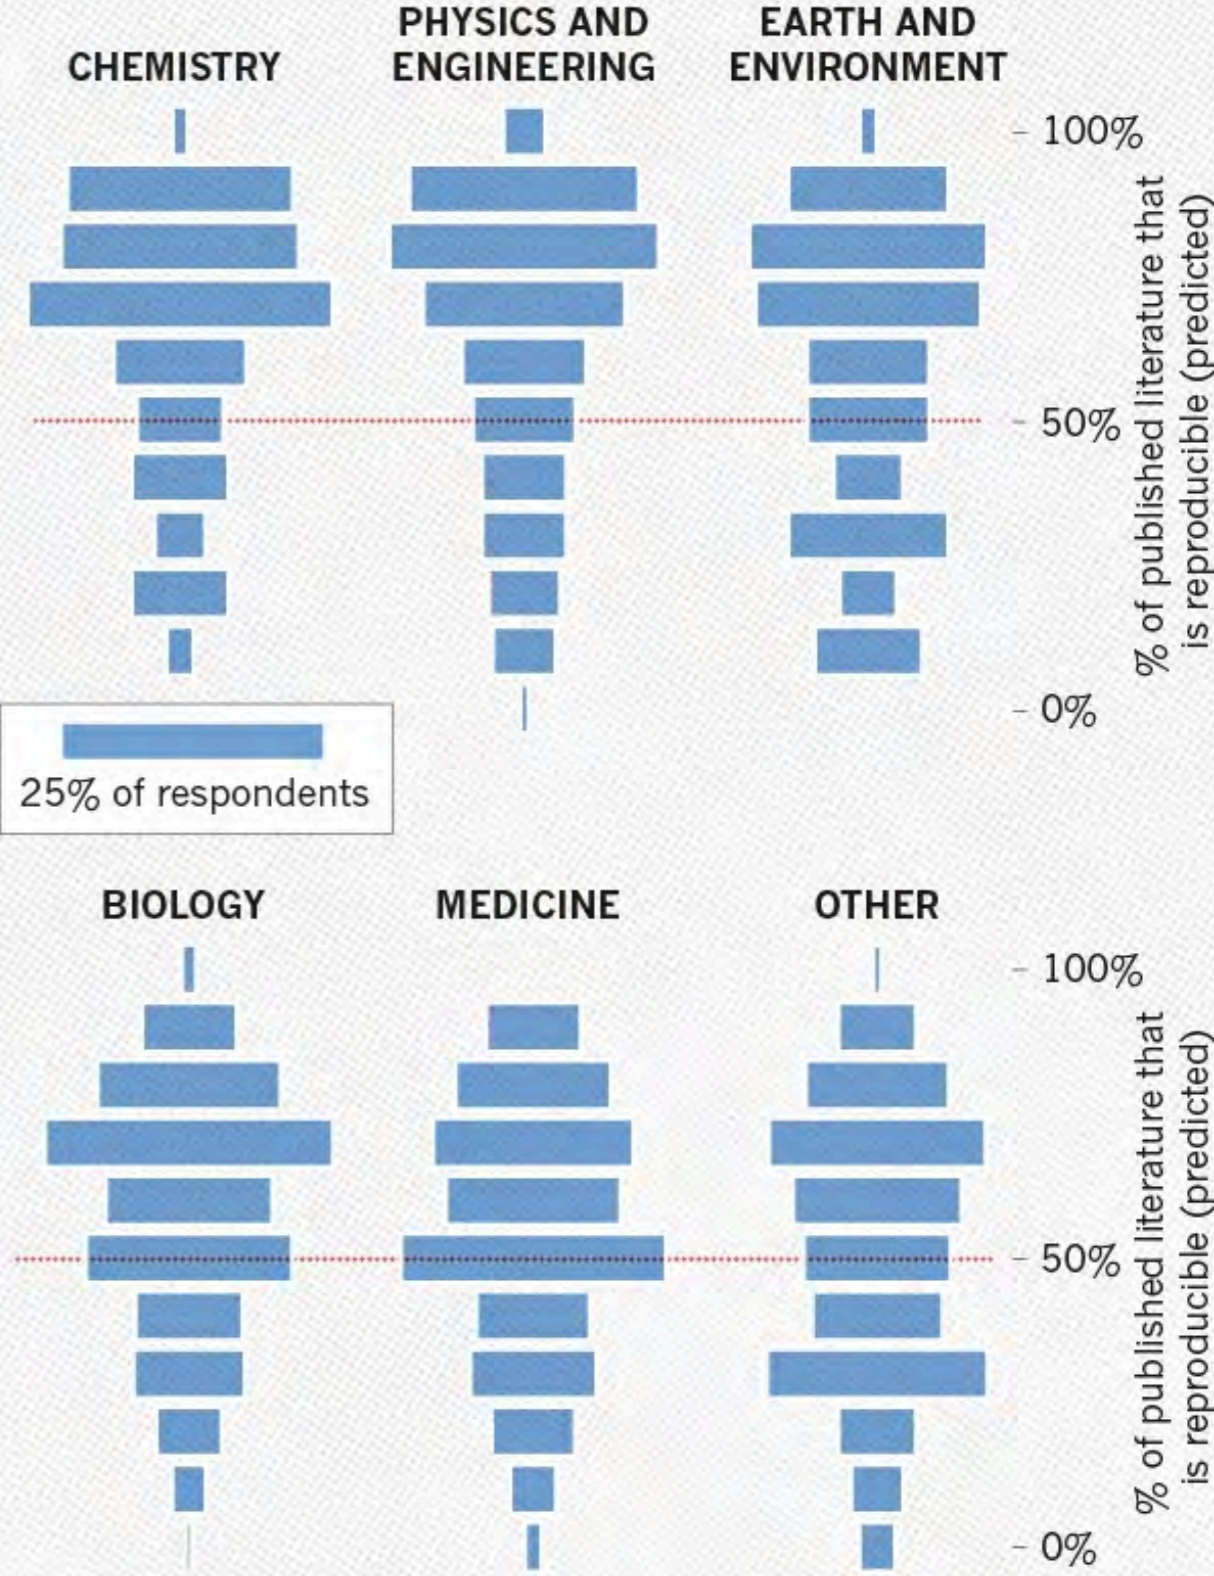 CHEMISTRY
PHYSICS AND
ENGINEERING
EARTH AND
ENVIRONMENT
100%
50%
0%
% of published literature that
is reproducible (predicted)
25% of respondents
BIOLOGY
MEDICINE
OTHER
100%
50%
0%
% of published literature that
is reproducible (predicted)